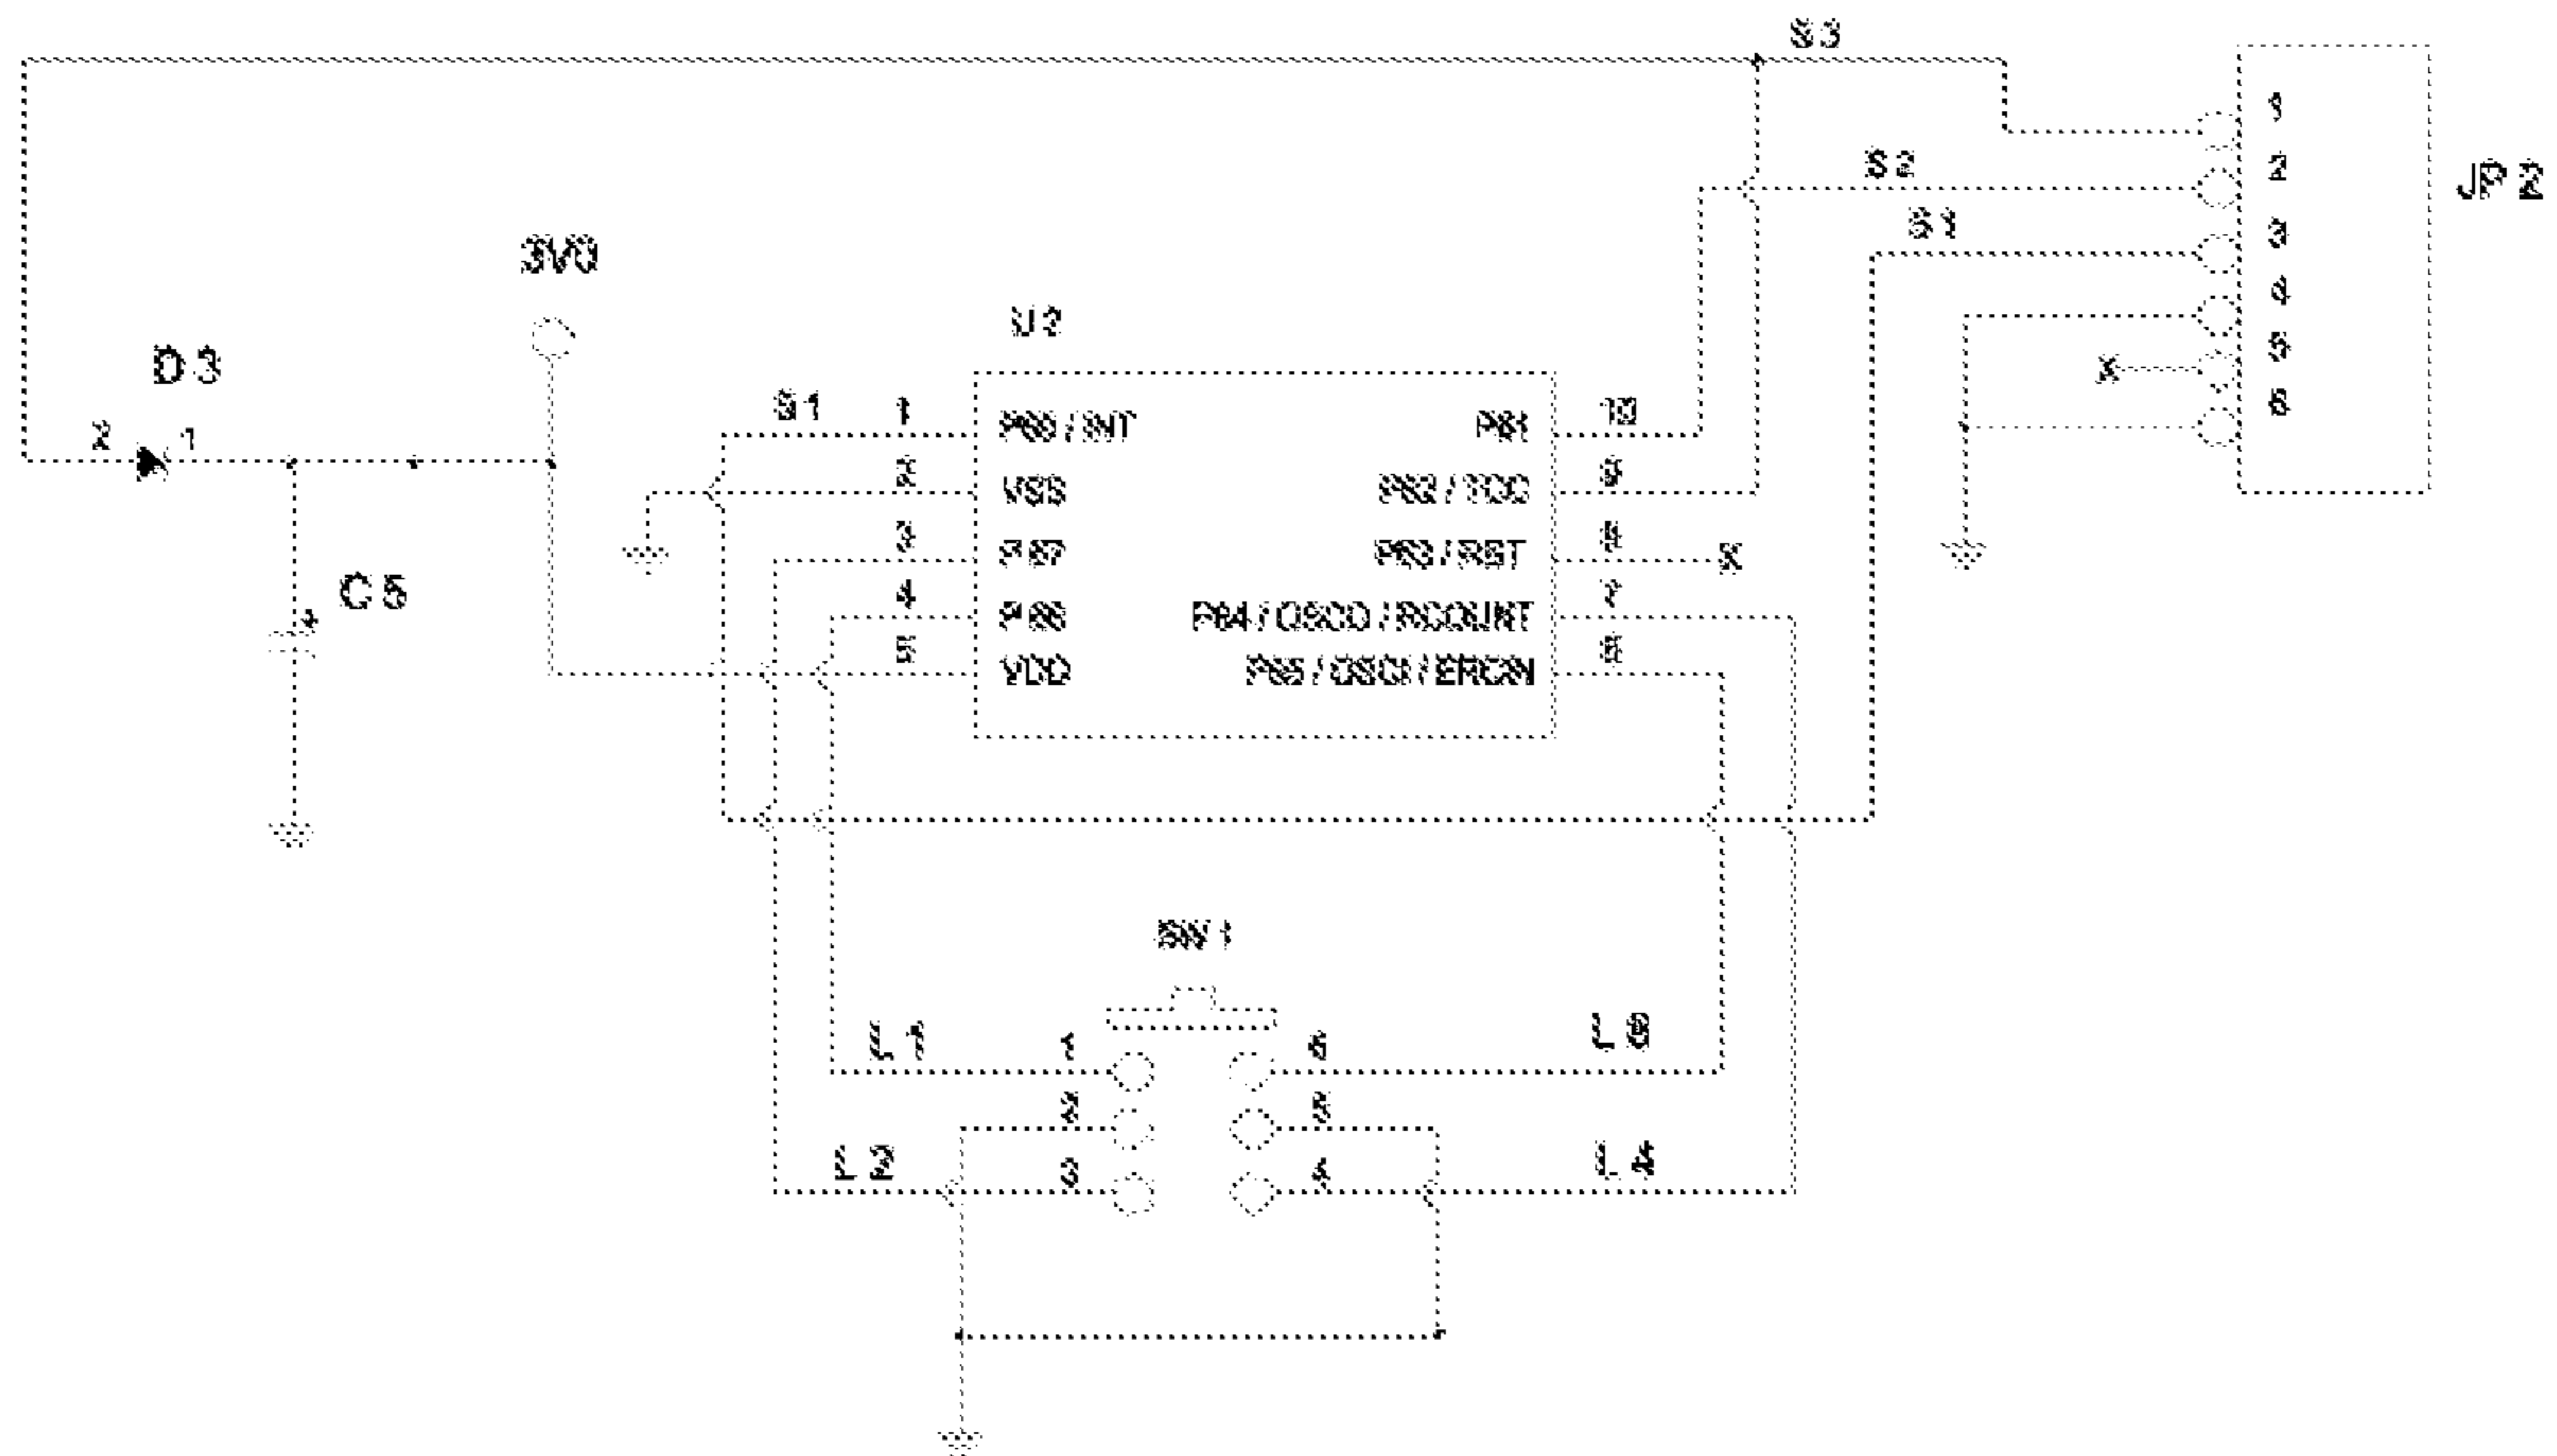 S3
1
2
S2
JP2
S1
3
3V0
4
U2
5
D3
6
S1
1
P60 / INT
P61
10
2
1
2
VSS
P62 / TCC
9
3
P67
P63 / RST
8
X
X
C5
+
4
P66
P64 / OSCO / RCOUNT
7
5
VDD
P65 / OSCI / ERCIN
6
SW1
L1
1
6
2
5
L2
3
4
L4